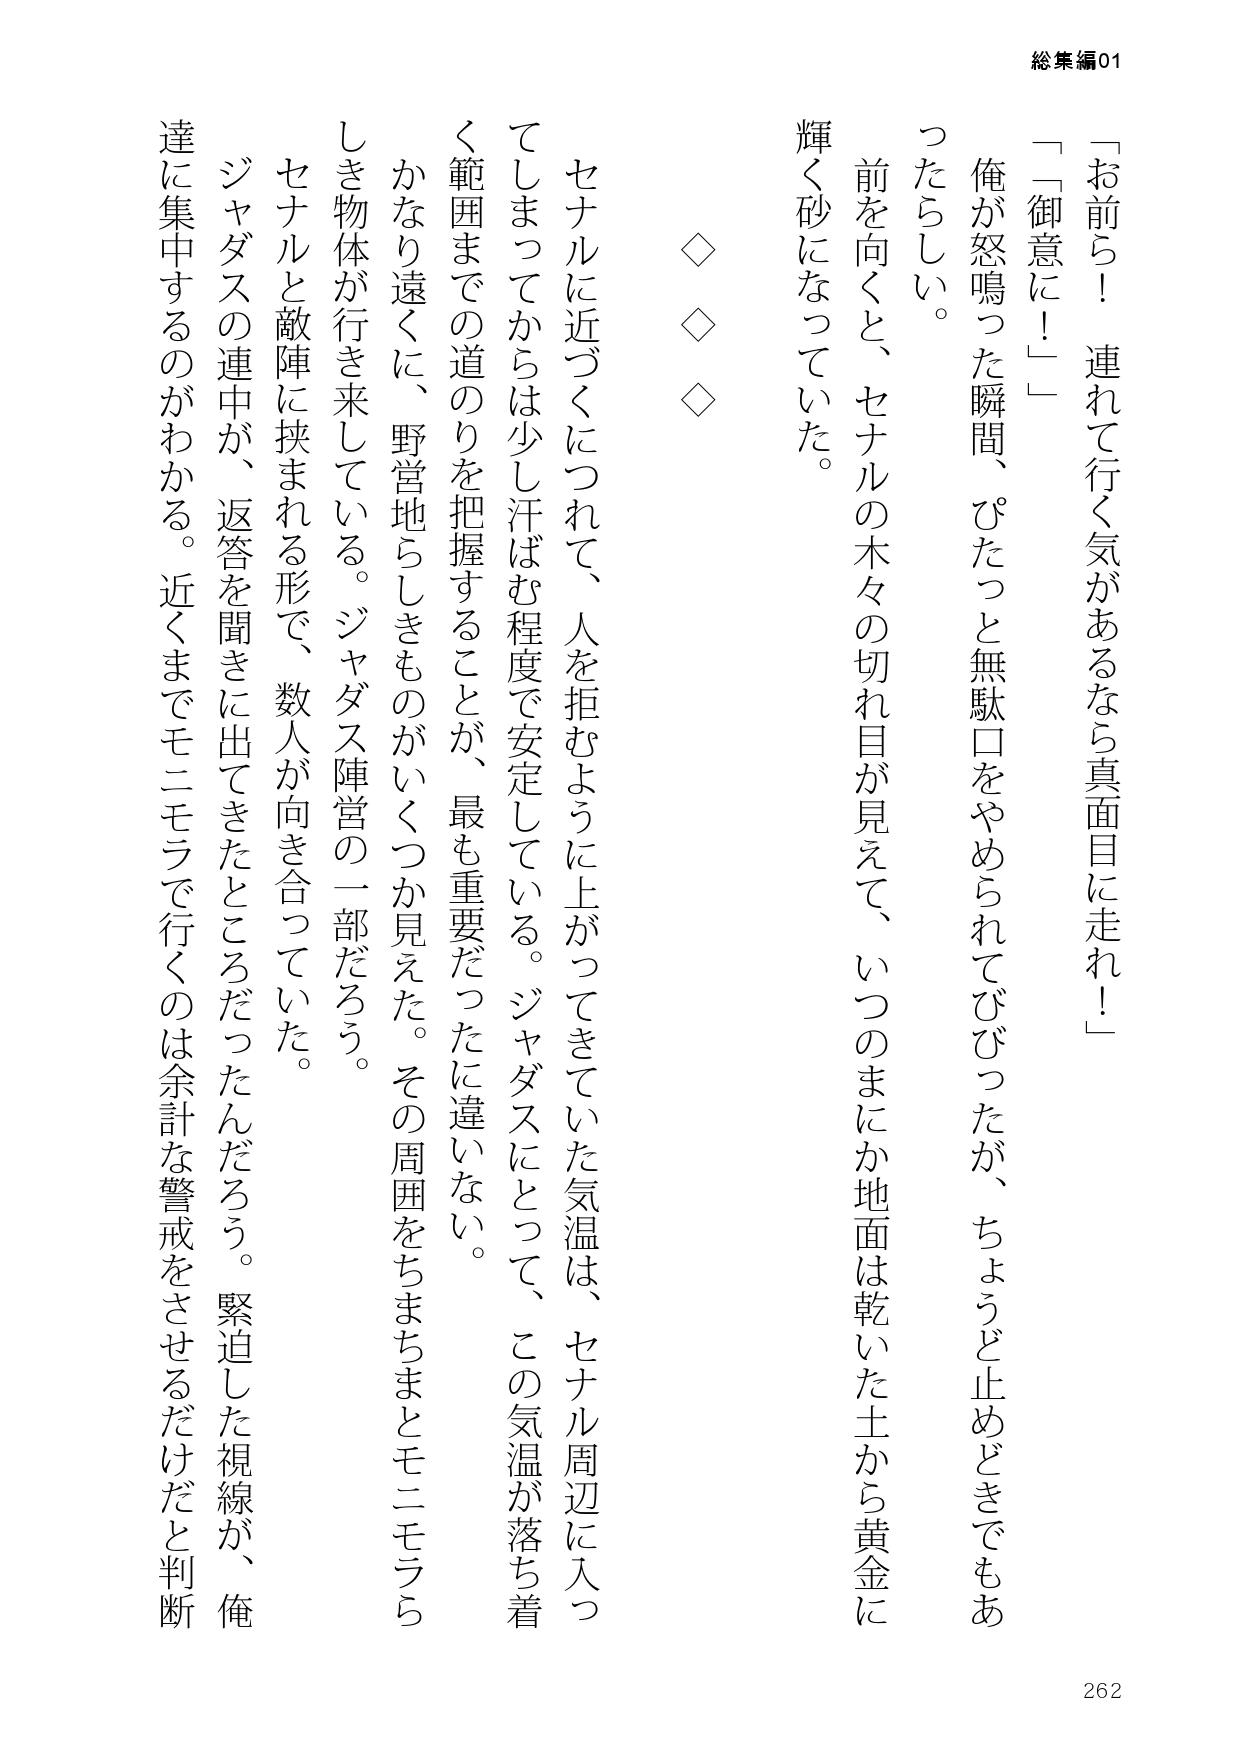 総集編01
「お前ら！　連れて行く気があるなら真面目に走れ！」
「「御意に！」」
　俺が怒鳴った瞬間、ぴたっと無駄口をやめられてびびったが、ちょうど止めどきでもあ
ったらしい。
　前を向くと、セナルの木々の切れ目が見えて、いつのまにか地面は乾いた土から黄金に
輝く砂になっていた。
◇　◇　◇
　セナルに近づくにつれて、人を拒むように上がってきていた気温は、セナル周辺に入っ
てしまってからは少し汗ばむ程度で安定している。ジャダスにとって、この気温が落ち着
く範囲までの道のりを把握することが、最も重要だったに違いない。
　かなり遠くに、野営地らしきものがいくつか見えた。その周囲をちまちまとモニモラら
しき物体が行き来している。ジャダス陣営の一部だろう。
　セナルと敵陣に挟まれる形で、数人が向き合っていた。
　ジャダスの連中が、返答を聞きに出てきたところだったんだろう。緊迫した視線が、俺
達に集中するのがわかる。近くまでモニモラで行くのは余計な警戒をさせるだけだと判断
262